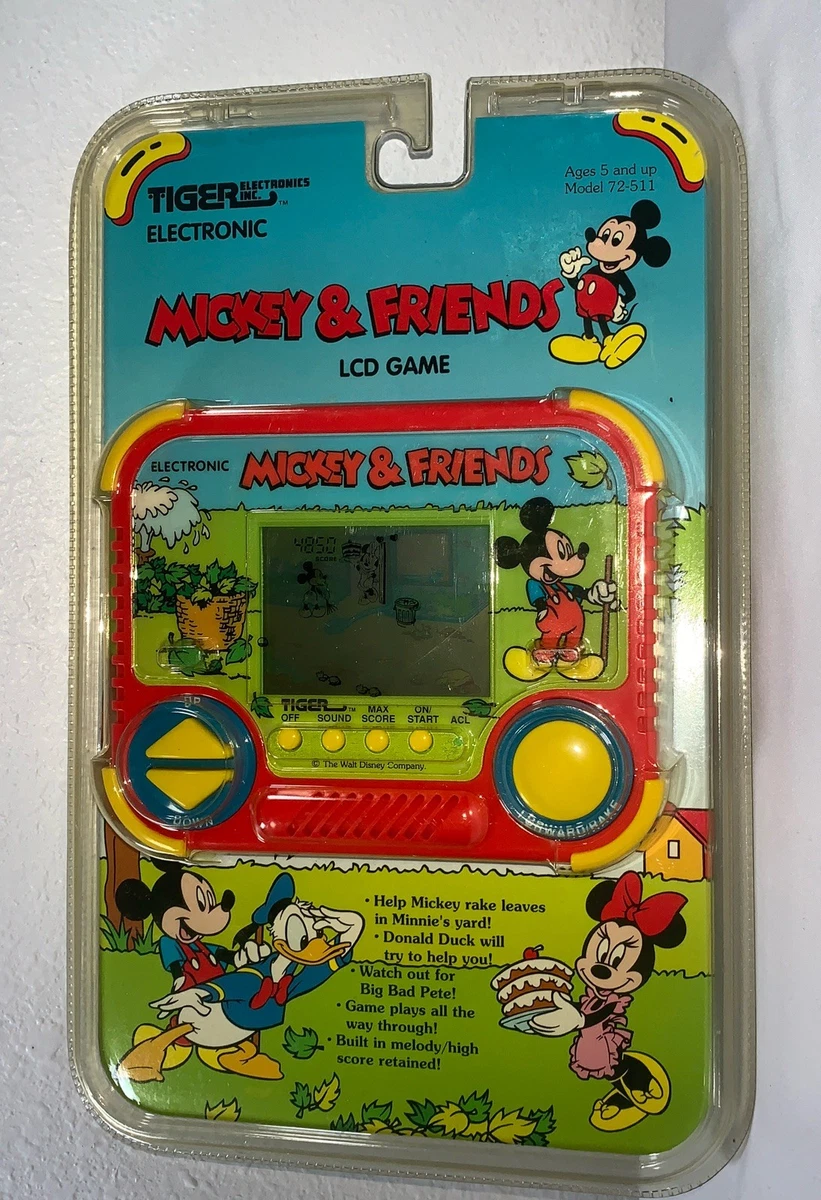 TIGER ELECTRONICS INC.™
ELECTRONIC
Ages 5 and up
Model 72-511
MICKEY & FRIENDS
LCD GAME
ELECTRONIC MICKEY & FRIENDS
4850
SCORE
TIGER™
OFF SOUND MAX SCORE ON/START ACL
© The Walt Disney Company.
UP
DOWN
FORWARD/RAKE
• Help Mickey rake leaves
in Minnie's yard!
• Donald Duck will
try to help you!
• Watch out for
Big Bad Pete!
• Game plays all the
way through!
• Built in melody/high
score retained!